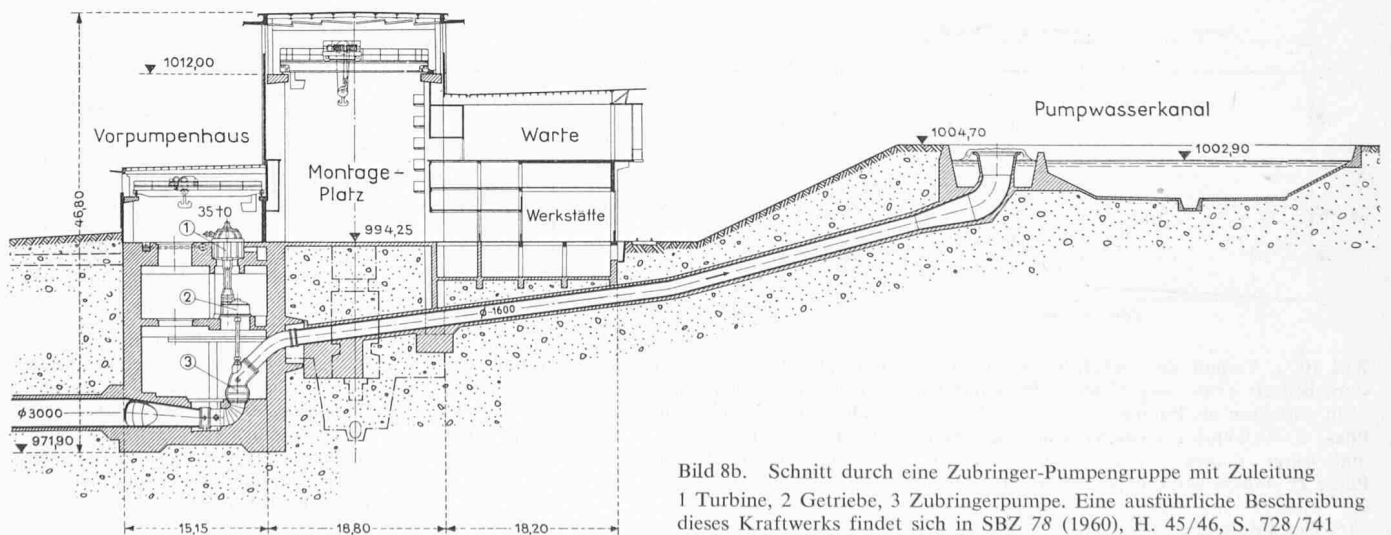 1012,00
Vorpumpenhaus
Montage-
Platz
Warte
Werkstätte
Pumpwasserkanal
1004,70
1002,90
46,80
35 t0
1
994,25
2
ϕ 1600
3
ϕ 3000
971,90
15,15
18,80
18,20
Bild 8b. Schnitt durch eine Zubringer-Pumpengruppe mit Zuleitung
1 Turbine, 2 Getriebe, 3 Zubringerpumpe. Eine ausführliche Beschreibung
dieses Kraftwerks findet sich in SBZ 78 (1960), H. 45/46, S. 728/741